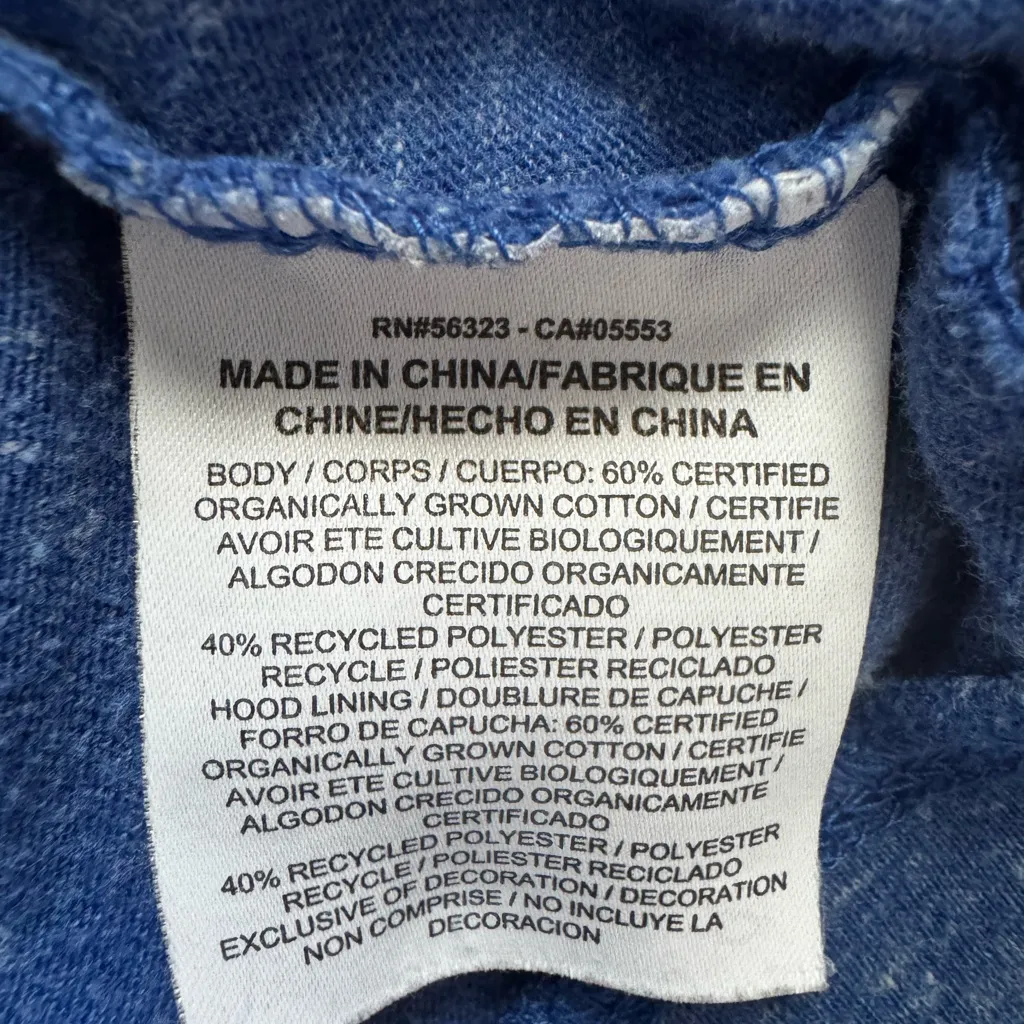 RN#56323 - CA#05553
MADE IN CHINA/FABRIQUE EN
CHINE/HECHO EN CHINA
BODY / CORPS / CUERPO: 60% CERTIFIED
ORGANICALLY GROWN COTTON / CERTIFIE
AVOIR ETE CULTIVE BIOLOGIQUEMENT /
ALGODON CRECIDO ORGANICAMENTE
CERTIFICADO
40% RECYCLED POLYESTER / POLYESTER
RECYCLE / POLIESTER RECICLADO
HOOD LINING / DOUBLURE DE CAPUCHE /
FORRO DE CAPUCHA: 60% CERTIFIED
ORGANICALLY GROWN COTTON / CERTIFIE
AVOIR ETE CULTIVE BIOLOGIQUEMENT /
ALGODON CRECIDO ORGANICAMENTE
CERTIFICADO
40% RECYCLED POLYESTER / POLYESTER
RECYCLE / POLIESTER RECICLADO
EXCLUSIVE OF DECORATION / DECORATION
NON COMPRISE / NO INCLUYE LA
DECORACION